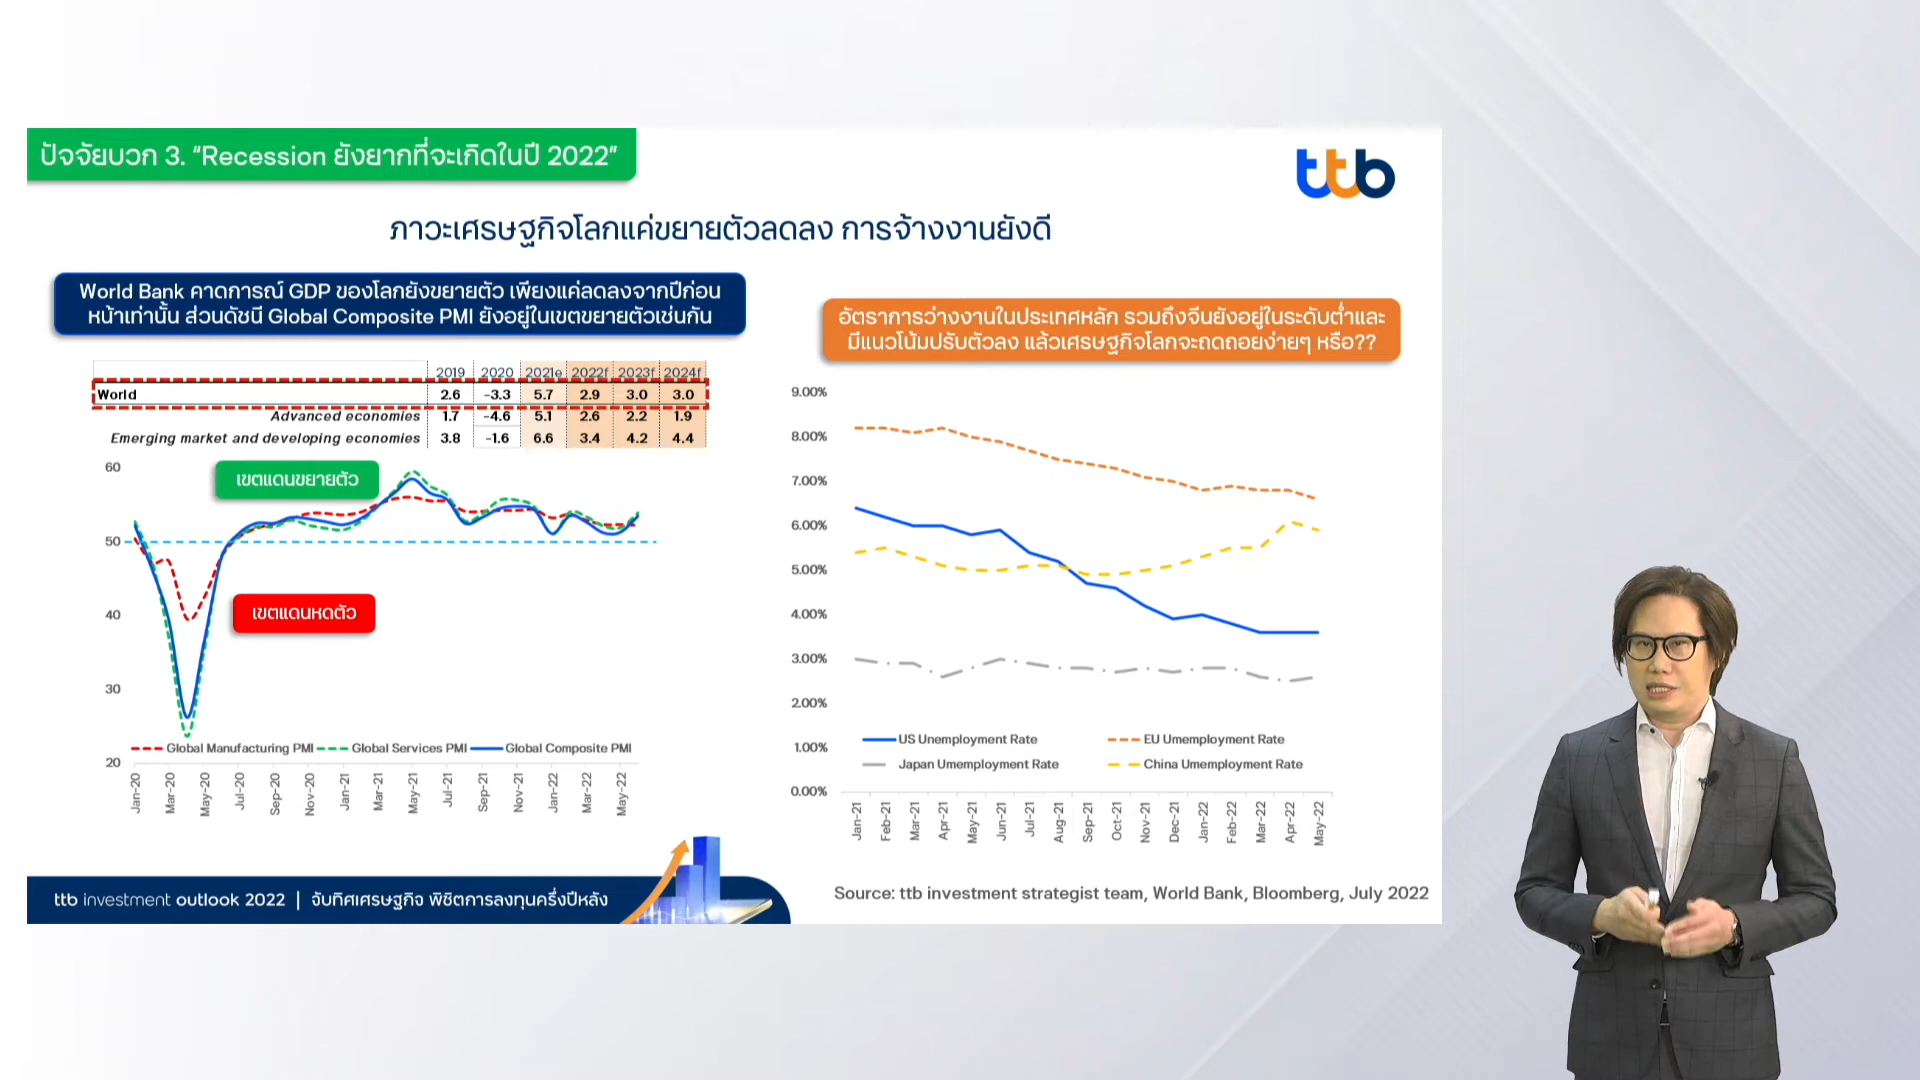 ปัจจัยบวก 3. “Recession ยังยากที่จะเกิดในปี 2022”
ttb
ภาวะเศรษฐกิจโลกแค่ขยายตัวลดลง การจ้างงานยังดี
World Bank คาดการณ์ GDP ของโลกยังขยายตัว เพียงแค่ลดลงจากปีก่อน
หน้าเท่านั้น ส่วนดัชนี Global Composite PMI ยังอยู่ในเขตขยายตัวเช่นกัน
2019 2020 2021e 2022f 2023f 2024f
World 2.6 -3.3 5.7 2.9 3.0 3.0
Advanced economies 1.7 -4.6 5.1 2.6 2.2 1.9
Emerging market and developing economies 3.8 -1.6 6.6 3.4 4.2 4.4
60
50
40
30
20
เขตแดนขยายตัว
เขตแดนหดตัว
Global Manufacturing PMI Global Services PMI Global Composite PMI
Jan-20 Mar-20 May-20 Jul-20 Sep-20 Nov-20 Jan-21 Mar-21 May-21 Jul-21 Sep-21 Nov-21 Jan-22 Mar-22 May-22
อัตราการว่างงานในประเทศหลัก รวมถึงจีนยังอยู่ในระดับต่ำและ
มีแนวโน้มปรับตัวลง แล้วเศรษฐกิจโลกจะถดถอยง่ายๆ หรือ??
9.00%
8.00%
7.00%
6.00%
5.00%
4.00%
3.00%
2.00%
1.00%
0.00%
US Unemployment Rate EU Umemployment Rate
Japan Umemployment Rate China Umemployment Rate
Jan-21 Feb-21 Mar-21 Apr-21 May-21 Jun-21 Jul-21 Aug-21 Sep-21 Oct-21 Nov-21 Dec-21 Jan-22 Feb-22 Mar-22 Apr-22 May-22
Source: ttb investment strategist team, World Bank, Bloomberg, July 2022
ttb investment outlook 2022 | จับทิศเศรษฐกิจ พิชิตการลงทุนครึ่งปีหลัง